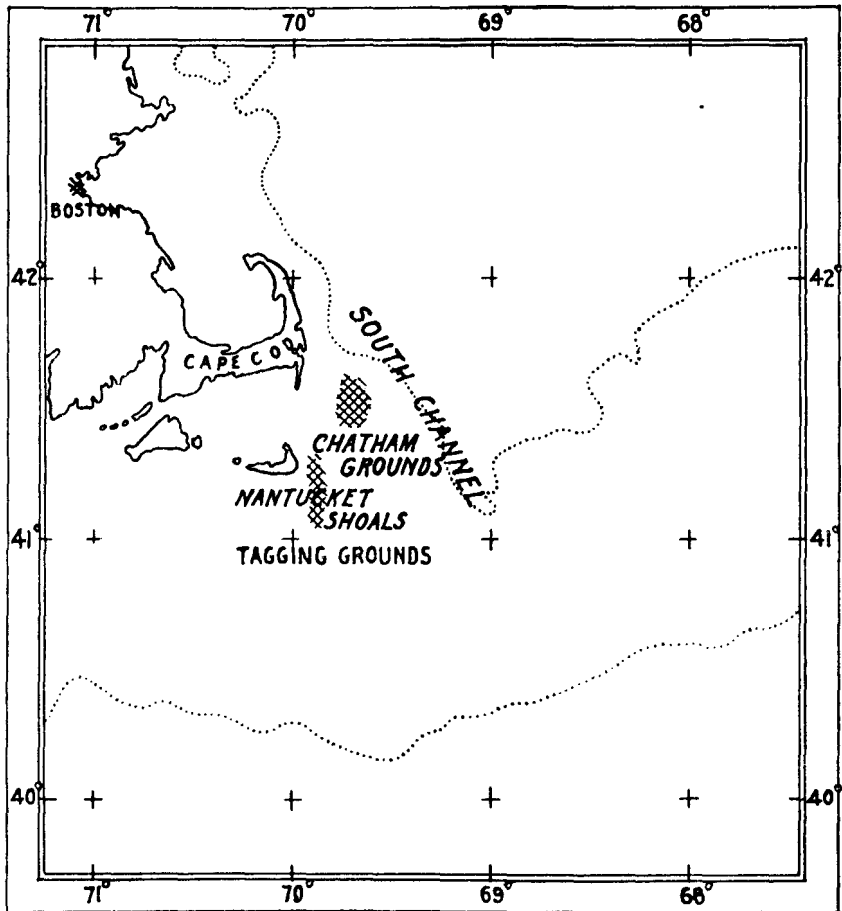 71° 70° 69° 68°
BOSTON
42° 42°
SOUTH CHANNEL
CAPE COD
CHATHAM
GROUNDS
NANTUCKET
SHOALS
41° 41°
TAGGING GROUNDS
40° 40°
71° 70° 69° 68°